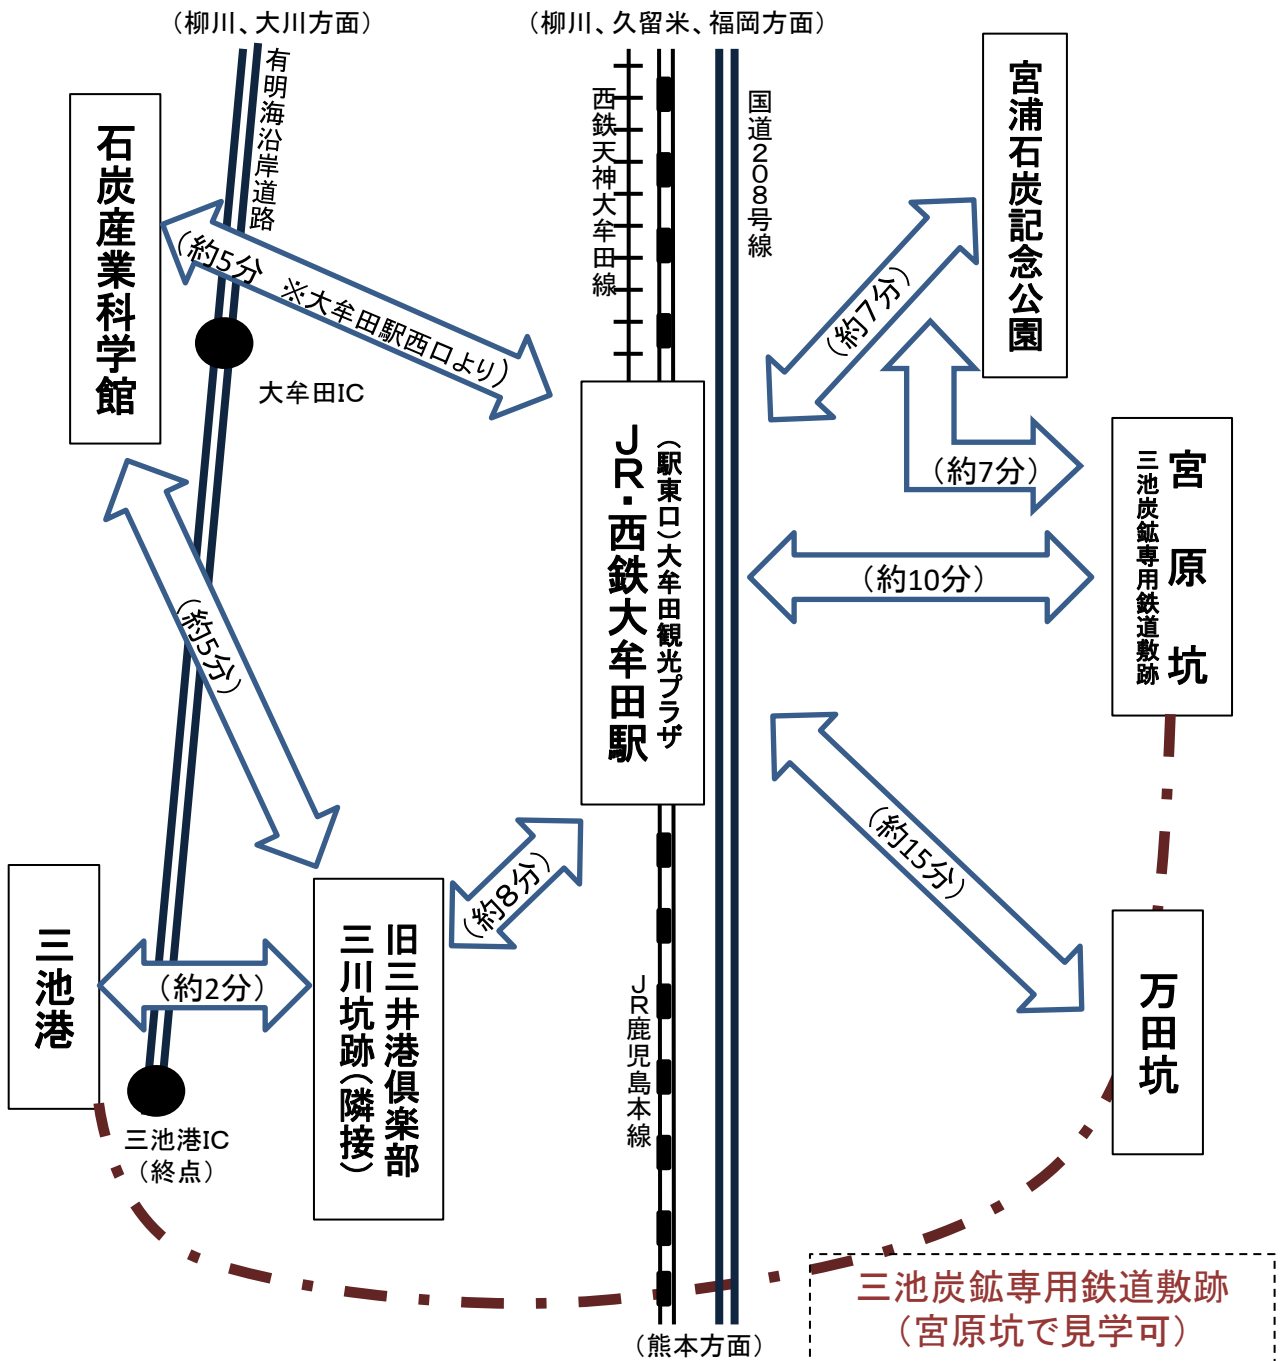 （柳川、大川方面）
（柳川、久留米、福岡方面）
有明海沿岸道路
西鉄天神大牟田線
国道２０８号線
宮浦石炭記念公園
石炭産業科学館
（約5分　※大牟田駅西口より）
（約7分）
大牟田IC
（約7分）
ＪＲ・西鉄大牟田駅
（駅東口）大牟田観光プラザ
宮原坑
三池炭鉱専用鉄道敷跡
（約10分）
（約5分）
（約15分）
（約8分）
三池港
（約2分）
旧三井港倶楽部
三川坑跡（隣接）
ＪＲ鹿児島本線
万田坑
三池港IC
（終点）
三池炭鉱専用鉄道敷跡
（宮原坑で見学可）
（熊本方面）